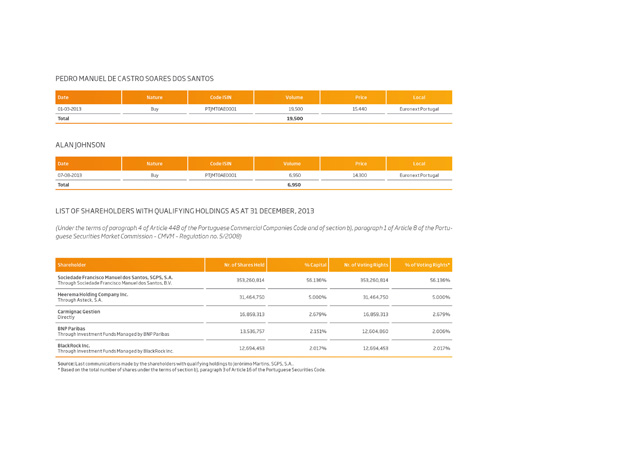 PEDRO MANUEL DE CASTRO SOARES DOS SANTOS
Date Nature Buy Code ISIN Volume Price Local
01-03-2013 Buy PTJMT0AE0001 19,500 15.440 Euronext Portugal
Total 19,500
ALAN JOHNSON
Date Nature Code ISIN Volume Price Local
07-08-2013 Buy PTJMT0AE0001 6,950 14.300 Euronext Portugal
Total 6,950
LIST OF SHAREHOLDERS WITH QUALIFYING HOLDINGS AS AT 31 DECEMBER, 2013
(Under the terms of paragraph 4 of Article 448 of the Portuguese Commercial Companies Code and of section b), paragraph 1 of Article 8 of the Portu-
guese Securities Market Commission - CMVM - Regulation no. 5/2008)
Shareholder Nr. of Shares Held % Capital Nr. of Voting Rights % of Voting Rights*
Sociedade Francisco Manuel dos Santos, SGPS, S.A. 353,260,814 56.136% 353,260,814 56.136%
Through Sociedade Francisco Manuel dos Santos, B.V.
Heerema Holding Company Inc. 31,464,750 5.000% 31,464,750 5.000%
Through Asteck, S.A.
Carmignac Gestion 16,859,313 2.679% 16,859,313 2.679%
Directly
BNP Paribas 13,536,757 2.151% 12,604,860 2.006%
Through Investment Funds Managed by BNP Paribas
BlackRock Inc. 12,694,453 2.017% 12,694,453 2.017%
Through Investment Funds Managed by BlackRock Inc.
Source: Last communications made by the shareholders with qualifying holdings to Jerónimo Martins, SGPS, S.A..
* Based on the total number of shares under the terms of section b), paragraph 3 of Article 16 of the Portuguese Securities Code.